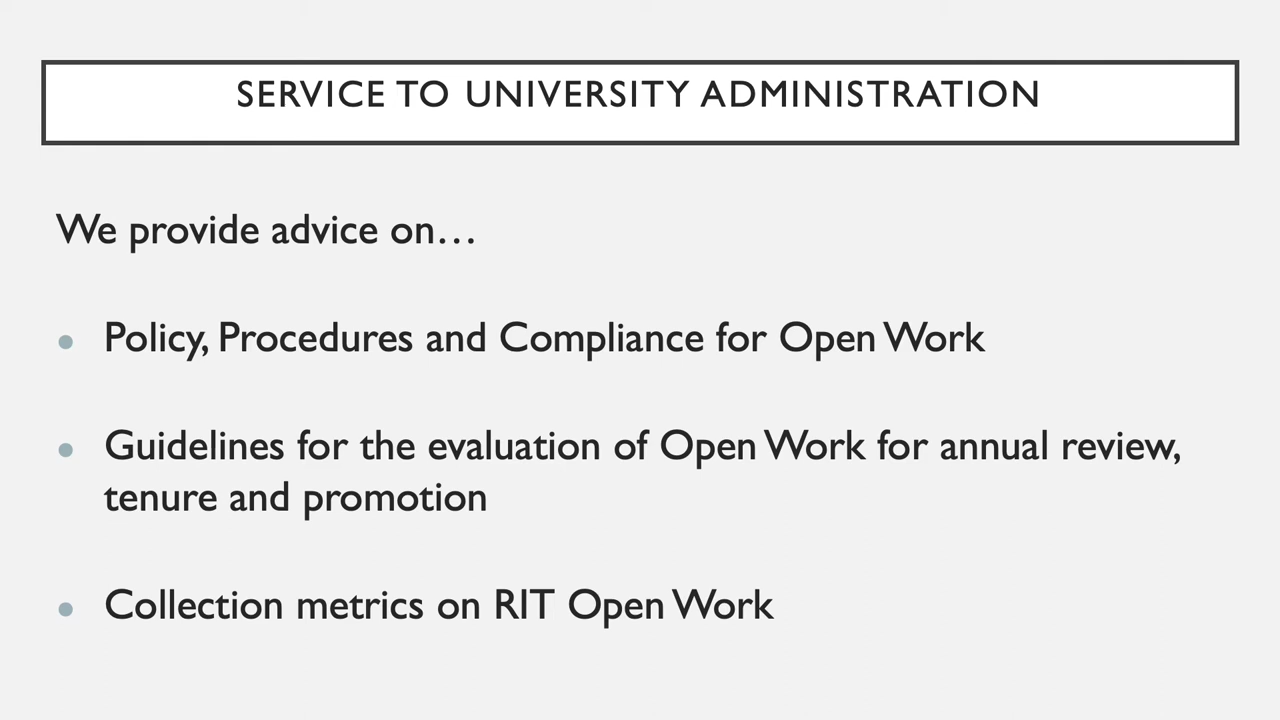 SERVICE TO UNIVERSITY ADMINISTRATION
We provide advice on…
• Policy, Procedures and Compliance for Open Work
• Guidelines for the evaluation of Open Work for annual review,
tenure and promotion
• Collection metrics on RIT Open Work